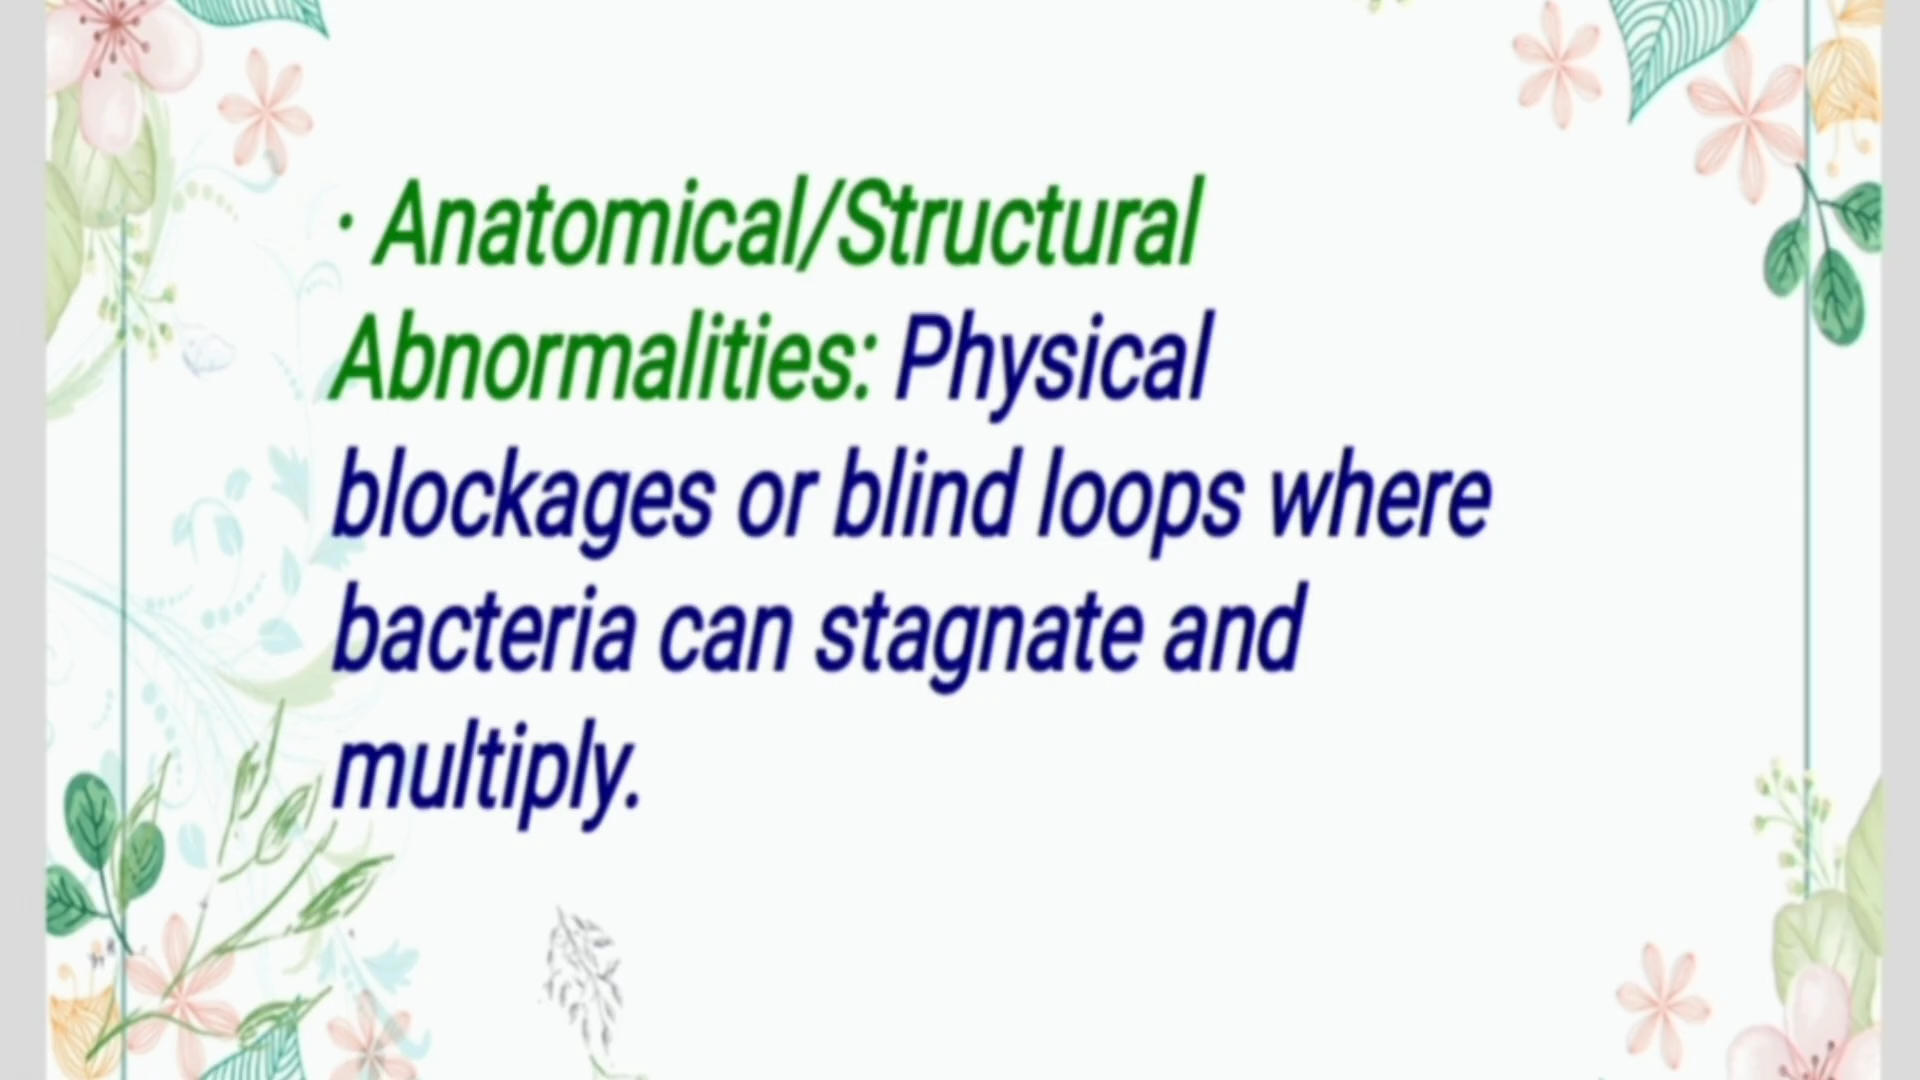 · Anatomical/Structural
Abnormalities: Physical
blockages or blind loops where
bacteria can stagnate and
multiply.